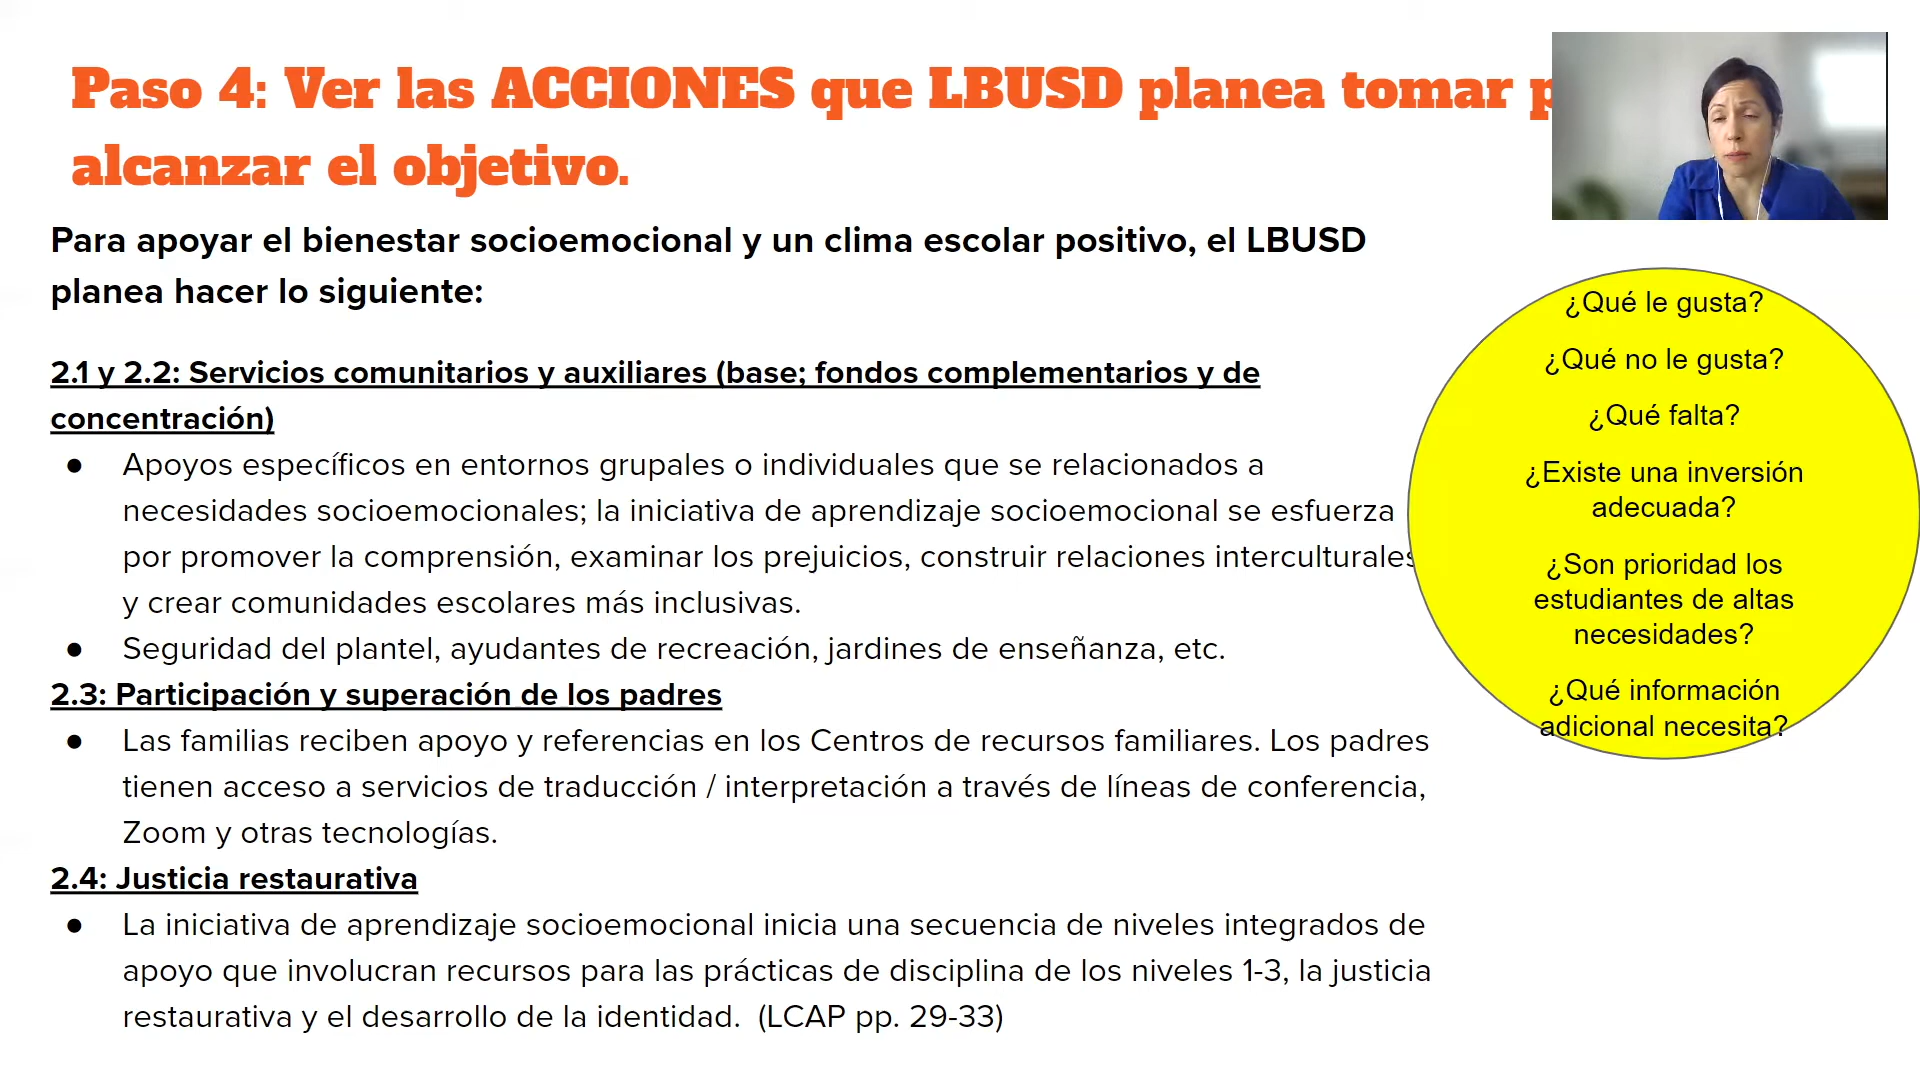 Paso 4: Ver las ACCIONES que LBUSD planea tomar
alcanzar el objetivo.
Para apoyar el bienestar socioemocional y un clima escolar positivo, el LBUSD
planea hacer lo siguiente:
2.1 y 2.2: Servicios comunitarios y auxiliares (base; fondos complementarios y de
concentración)
● Apoyos específicos en entornos grupales o individuales que se relacionados a
necesidades socioemocionales; la iniciativa de aprendizaje socioemocional se esfuerza
por promover la comprensión, examinar los prejuicios, construir relaciones interculturales
y crear comunidades escolares más inclusivas.
● Seguridad del plantel, ayudantes de recreación, jardines de enseñanza, etc.
2.3: Participación y superación de los padres
● Las familias reciben apoyo y referencias en los Centros de recursos familiares. Los padres
tienen acceso a servicios de traducción / interpretación a través de líneas de conferencia,
Zoom y otras tecnologías.
2.4: Justicia restaurativa
● La iniciativa de aprendizaje socioemocional inicia una secuencia de niveles integrados de
apoyo que involucran recursos para las prácticas de disciplina de los niveles 1-3, la justicia
restaurativa y el desarrollo de la identidad. (LCAP pp. 29-33)
¿Qué le gusta?
¿Qué no le gusta?
¿Qué falta?
¿Existe una inversión
adecuada?
¿Son prioridad los
estudiantes de altas
necesidades?
¿Qué información
adicional necesita?